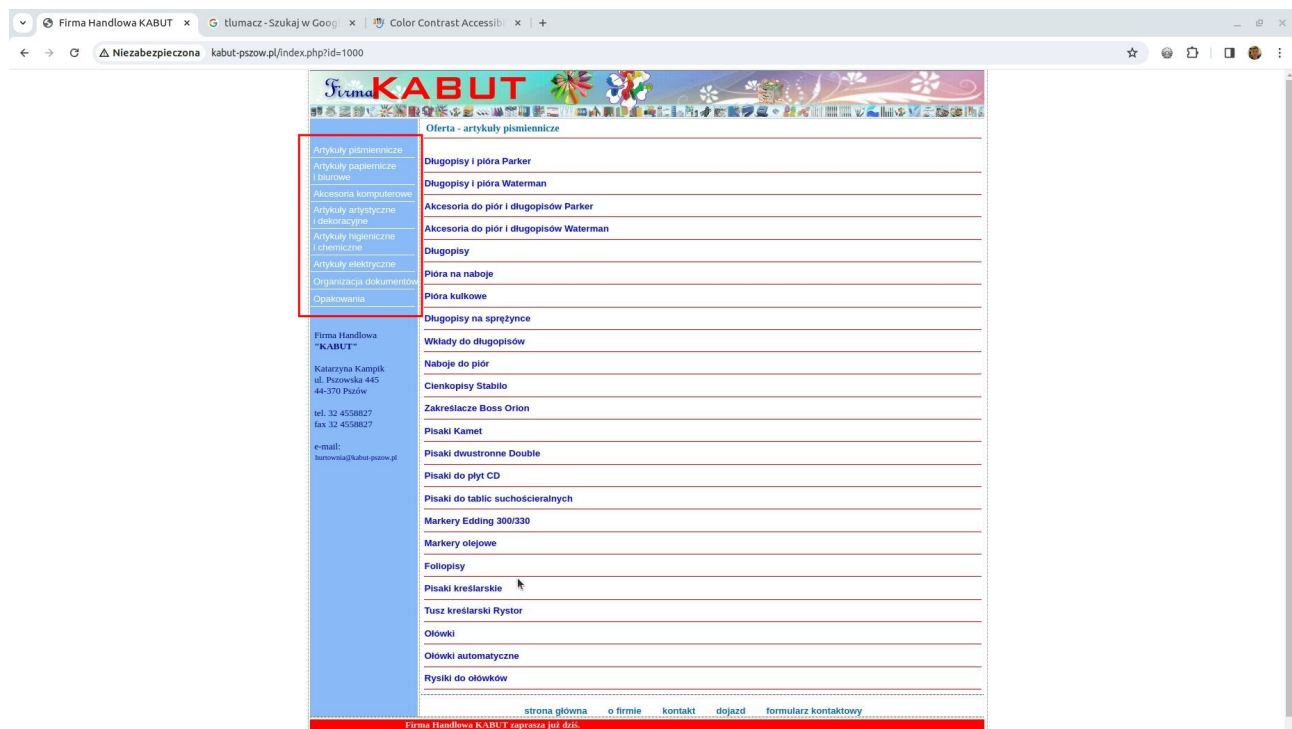 Firma Handlowa KABUT
tlumacz - Szukaj w Goog
Color Contrast Accessibi
Niezabezpieczona
kabut-pszow.pl/index.php?id=1000
Firma KABUT
Oferta - artykuły pismiennicze
Artykuły piśmiennicze
Artykuły papiernicze
i biurowe
Akcesoria komputerowe
Artykuły artystyczne
i dekoracyjne
Artykuły higieniczne
i chemiczne
Artykuły elektryczne
Organizacja dokumentów
Opakowania
Firma Handlowa
"KABUT"
Katarzyna Kampik
ul. Pszowska 445
44-370 Pszów
tel. 32 4558827
fax 32 4558827
e-mail:
hurtownia@kabut-pszow.pl
Długopisy i pióra Parker
Długopisy i pióra Waterman
Akcesoria do piór i długopisów Parker
Akcesoria do piór i długopisów Waterman
Długopisy
Pióra na naboje
Pióra kulkowe
Długopisy na sprężynce
Wkłady do długopisów
Naboje do piór
Cienkopisy Stabilo
Zakreślacze Boss Orion
Pisaki Kamet
Pisaki dwustronne Double
Pisaki do płyt CD
Pisaki do tablic suchościeralnych
Markery Edding 300/330
Markery olejowe
Foliopisy
Pisaki kreślarskie
Tusz kreślarski Rystor
Ołówki
Ołówki automatyczne
Rysiki do ołówków
strona główna o firmie kontakt dojazd formularz kontaktowy
Firma Handlowa KABUT zaprasza już dziś.